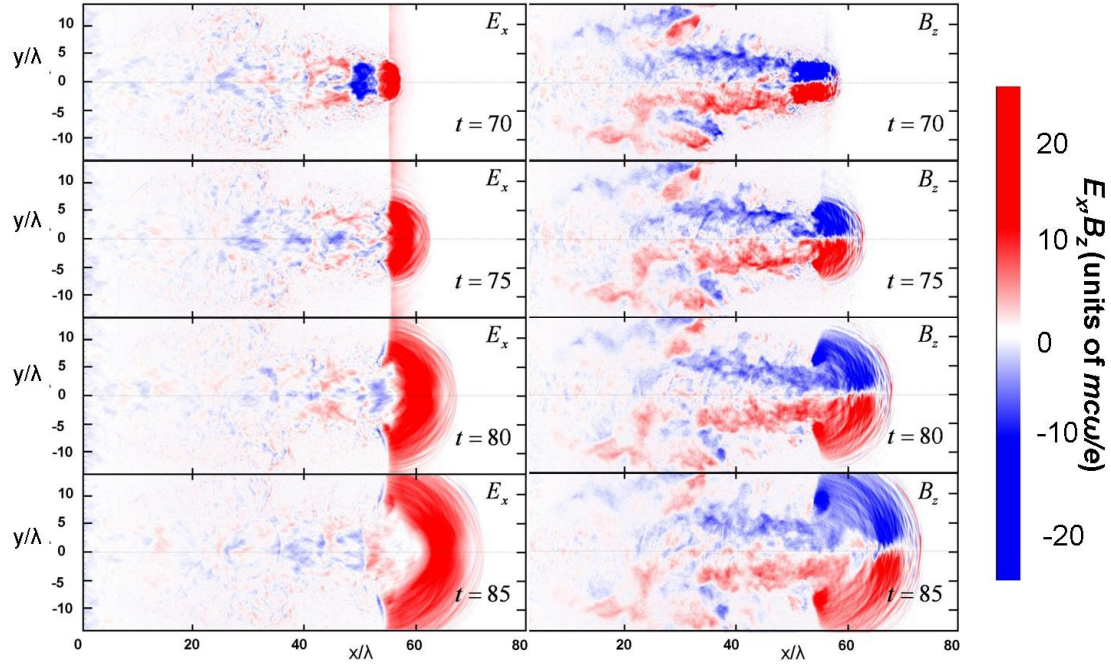 10 E_x B_z
5
y/λ 0
-5
-10 t = 70 t = 70
10 E_x B_z
5
y/λ 0
-5
-10 t = 75 t = 75
10 E_x B_z
5
y/λ 0
-5
-10 t = 80 t = 80
10 E_x B_z
5
y/λ 0
-5
-10 t = 85 t = 85
0 20 40 60 80 20 40 60 80
x/λ x/λ
20
10
0
-10
-20
E_x,B_z (units of mcω/e)